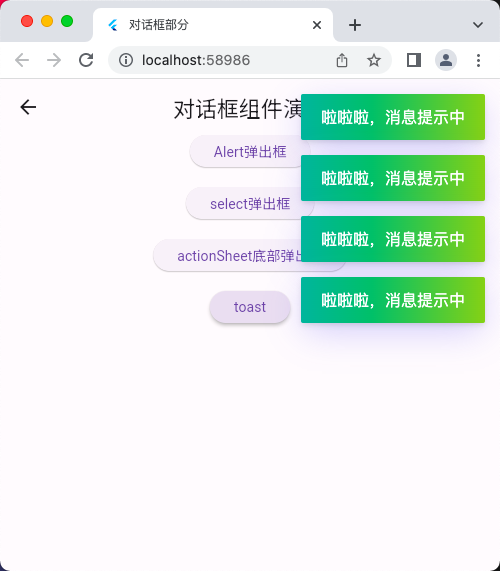 对话框部分
localhost:58986
对话框组件演
啦啦啦，消息提示中
Alert弹出框
啦啦啦，消息提示中
select弹出框
啦啦啦，消息提示中
actionSheet底部弹出
啦啦啦，消息提示中
toast